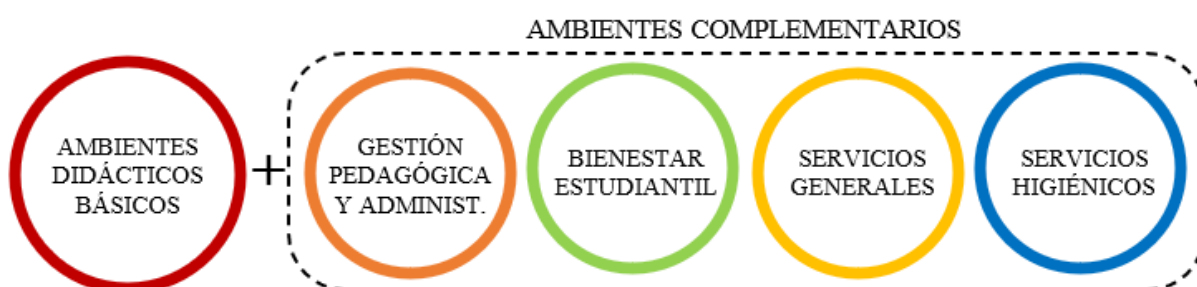 AMBIENTES COMPLEMENTARIOS
AMBIENTES
DIDÁCTICOS
BÁSICOS
+
GESTIÓN
PEDAGÓGICA
Y ADMINIST.
BIENESTAR
ESTUDIANTIL
SERVICIOS
GENERALES
SERVICIOS
HIGIÉNICOS